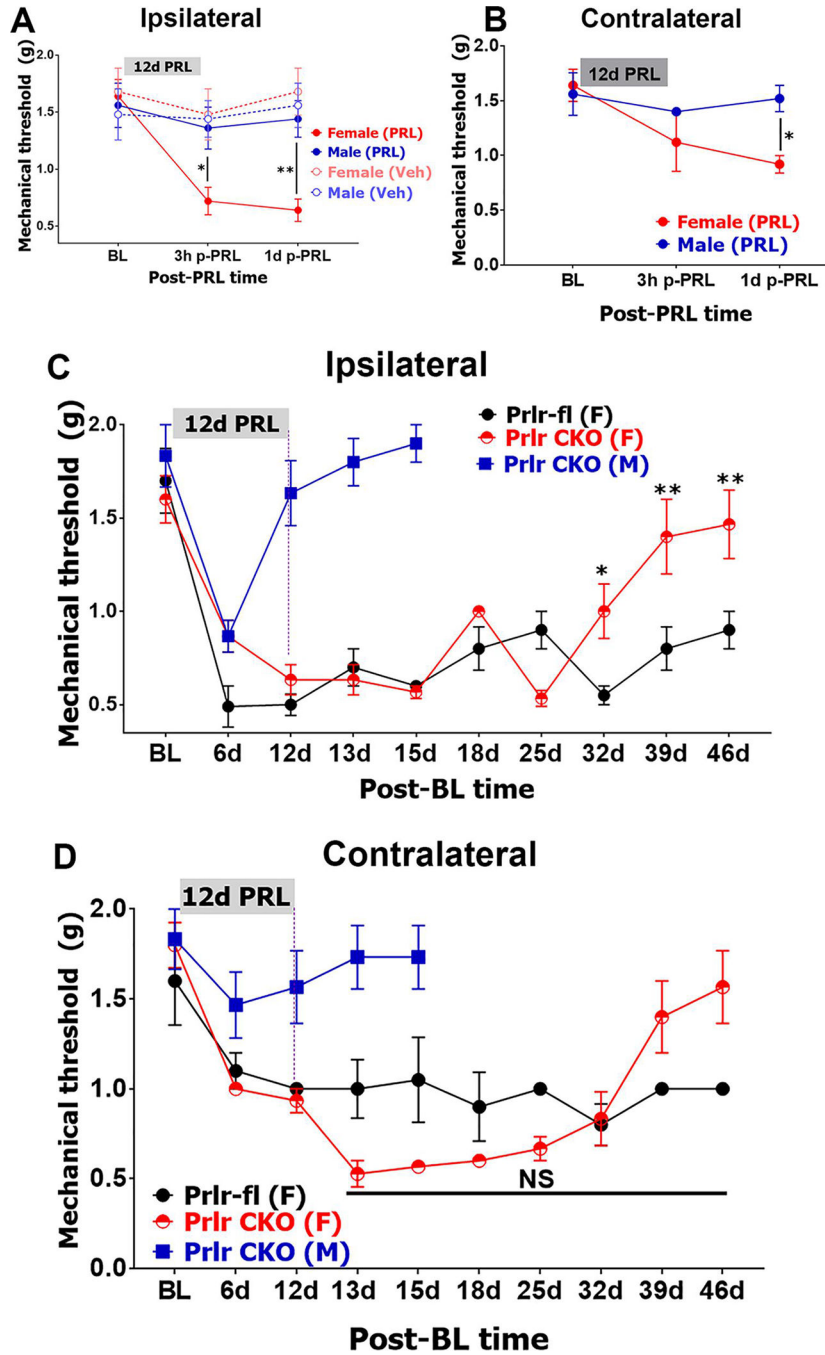 A
Ipsilateral
Mechanical threshold (g)
2.0
1.5
1.0
0.5
12d PRL
*
**
Female (PRL)
Male (PRL)
Female (Veh)
Male (Veh)
BL
3h p-PRL
1d p-PRL
Post-PRL time
B
Contralateral
Mechanical threshold (g)
2.0
1.5
1.0
0.5
0.0
12d PRL
*
Female (PRL)
Male (PRL)
BL
3h p-PRL
1d p-PRL
Post-PRL time
C
Ipsilateral
Mechanical threshold (g)
2.0
1.5
1.0
0.5
12d PRL
Prlr-fl (F)
Prlr CKO (F)
Prlr CKO (M)
*
**
**
BL 6d 12d 13d 15d 18d 25d 32d 39d 46d
Post-BL time
D
Contralateral
Mechanical threshold (g)
2.0
1.5
1.0
0.5
0.0
12d PRL
NS
Prlr-fl (F)
Prlr CKO (F)
Prlr CKO (M)
BL 6d 12d 13d 15d 18d 25d 32d 39d 46d
Post-BL time